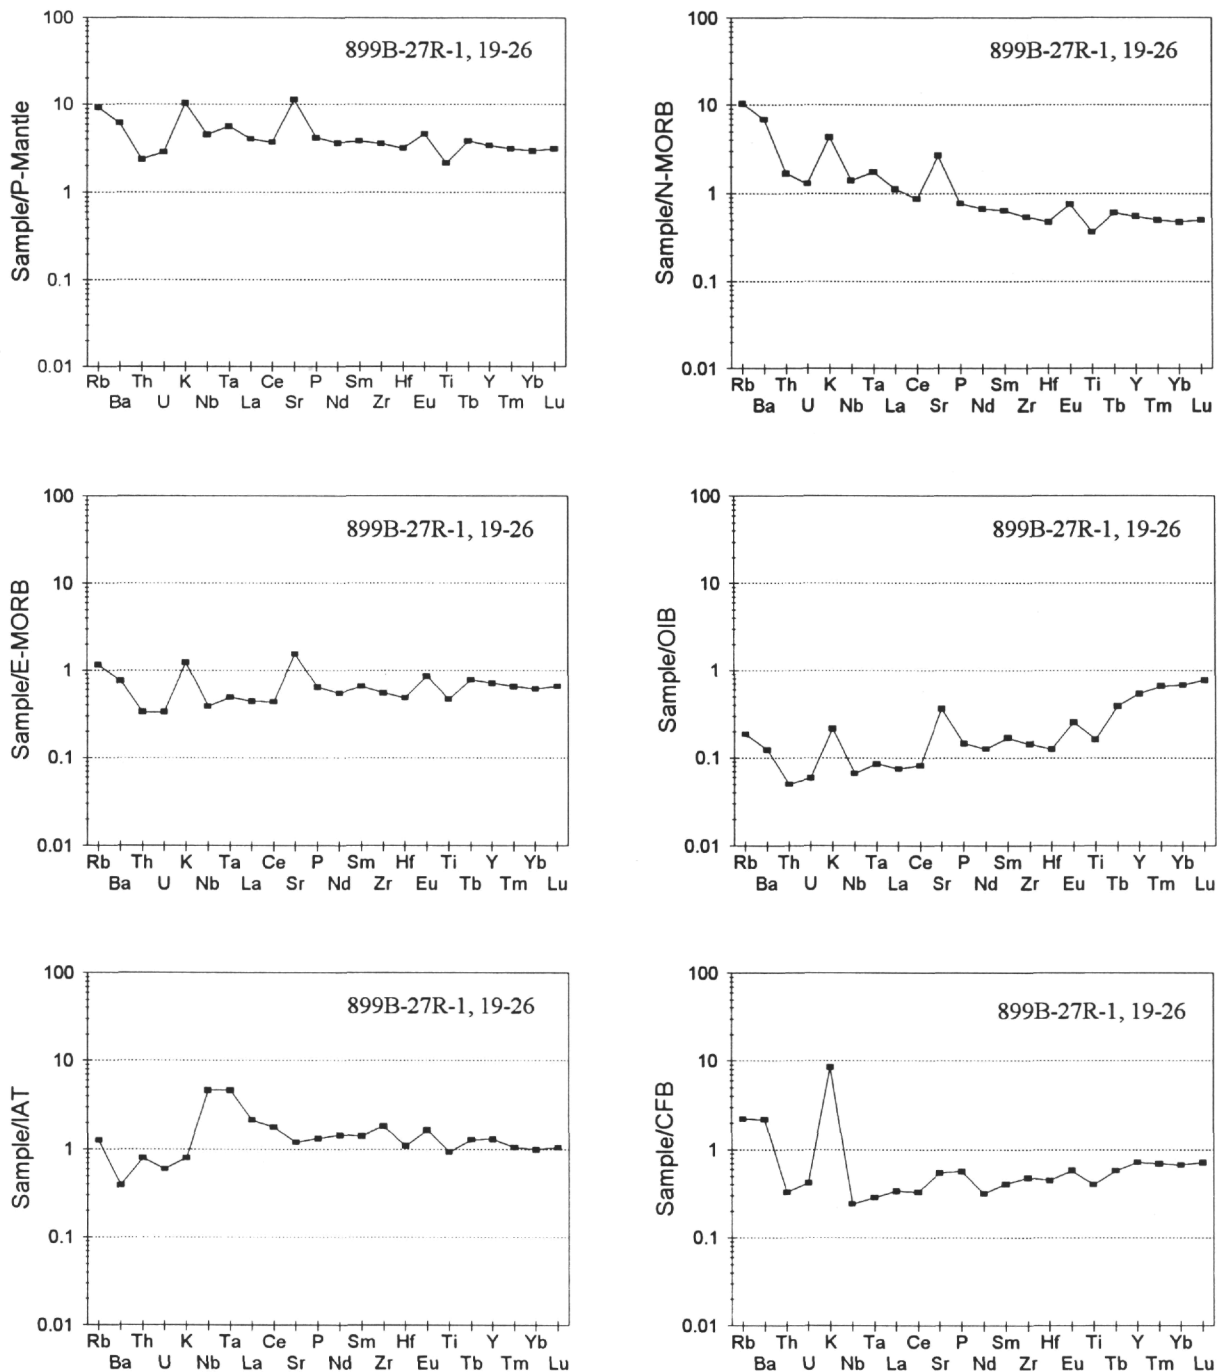 100
10
1
0.1
0.01
Sample/P-Mantle
899B-27R-1, 19-26
Rb Th K Ta Ce P Sm Hf Ti Y Yb
Ba U Nb La Sr Nd Zr Eu Tb Tm Lu
100
10
1
0.1
0.01
Sample/N-MORB
899B-27R-1, 19-26
Rb Th K Ta Ce P Sm Hf Ti Y Yb
Ba U Nb La Sr Nd Zr Eu Tb Tm Lu
100
10
1
0.1
0.01
Sample/E-MORB
899B-27R-1, 19-26
Rb Th K Ta Ce P Sm Hf Ti Y Yb
Ba U Nb La Sr Nd Zr Eu Tb Tm Lu
100
10
1
0.1
0.01
Sample/OIB
899B-27R-1, 19-26
Rb Th K Ta Ce P Sm Hf Ti Y Yb
Ba U Nb La Sr Nd Zr Eu Tb Tm Lu
100
10
1
0.1
0.01
Sample/IAT
899B-27R-1, 19-26
Rb Th K Ta Ce P Sm Hf Ti Y Yb
Ba U Nb La Sr Nd Zr Eu Tb Tm Lu
100
10
1
0.1
0.01
Sample/CFB
899B-27R-1, 19-26
Rb Th K Ta Ce P Sm Hf Ti Y Yb
Ba U Nb La Sr Nd Zr Eu Tb Tm Lu